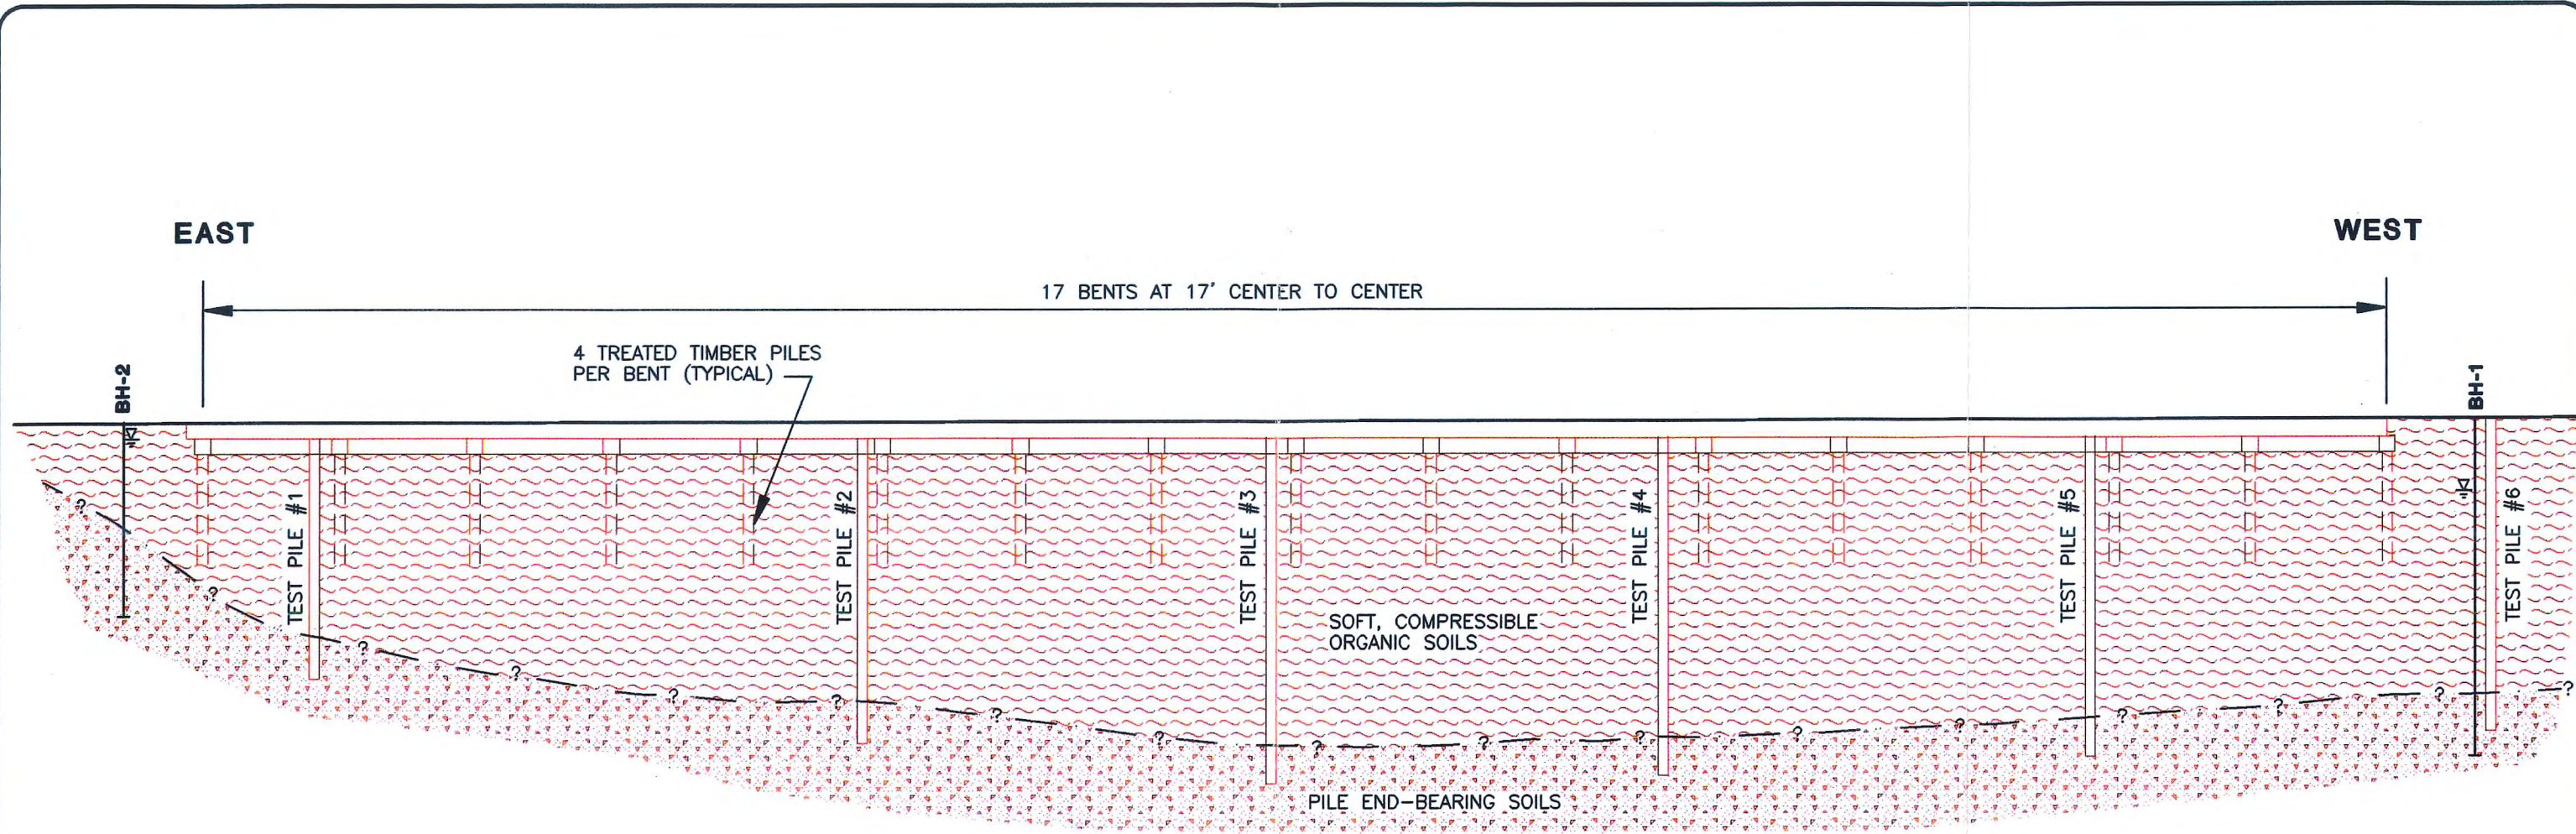 EAST
WEST
17 BENTS AT 17' CENTER TO CENTER
4 TREATED TIMBER PILES
PER BENT (TYPICAL)
BH-2
BH-1
TEST PILE #1
TEST PILE #2
TEST PILE #3
TEST PILE #4
TEST PILE #5
TEST PILE #6
SOFT, COMPRESSIBLE
ORGANIC SOILS
? ? ? ? ? ? ? ? ? ? ? ? ? ? ? ? ?
PILE END-BEARING SOILS